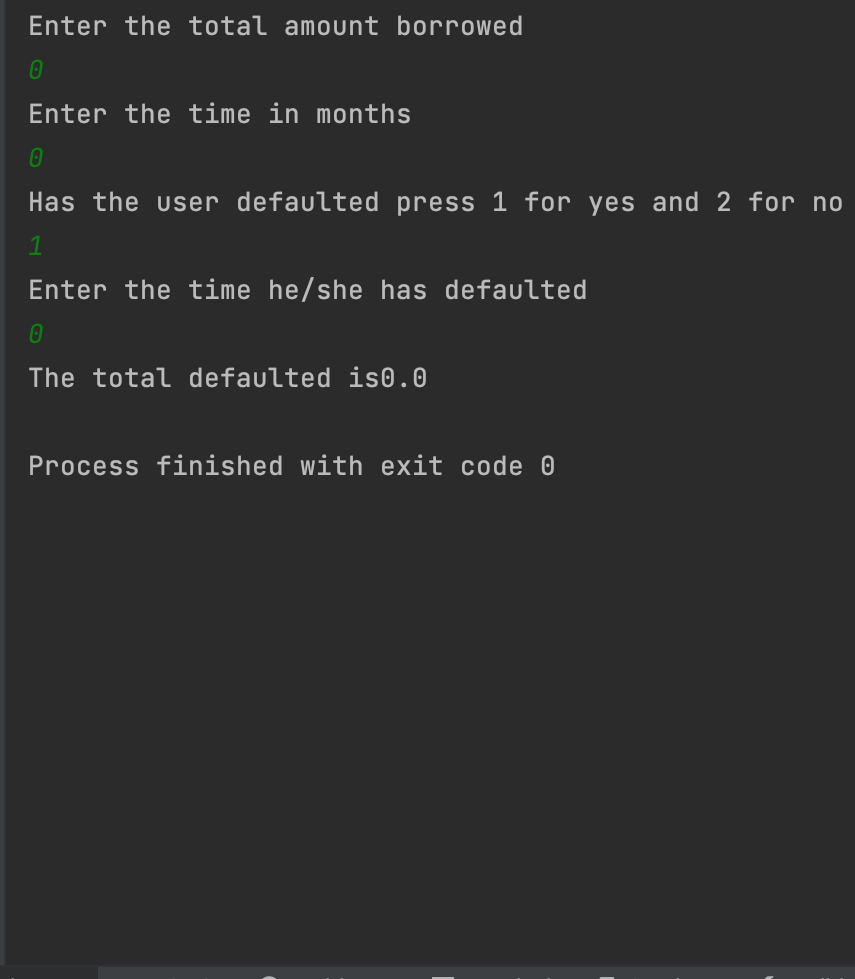 Enter the total amount borrowed
0
Enter the time in months
0
Has the user defaulted press 1 for yes and 2 for no
1
Enter the time he/she has defaulted
0
The total defaulted is0.0
Process finished with exit code 0